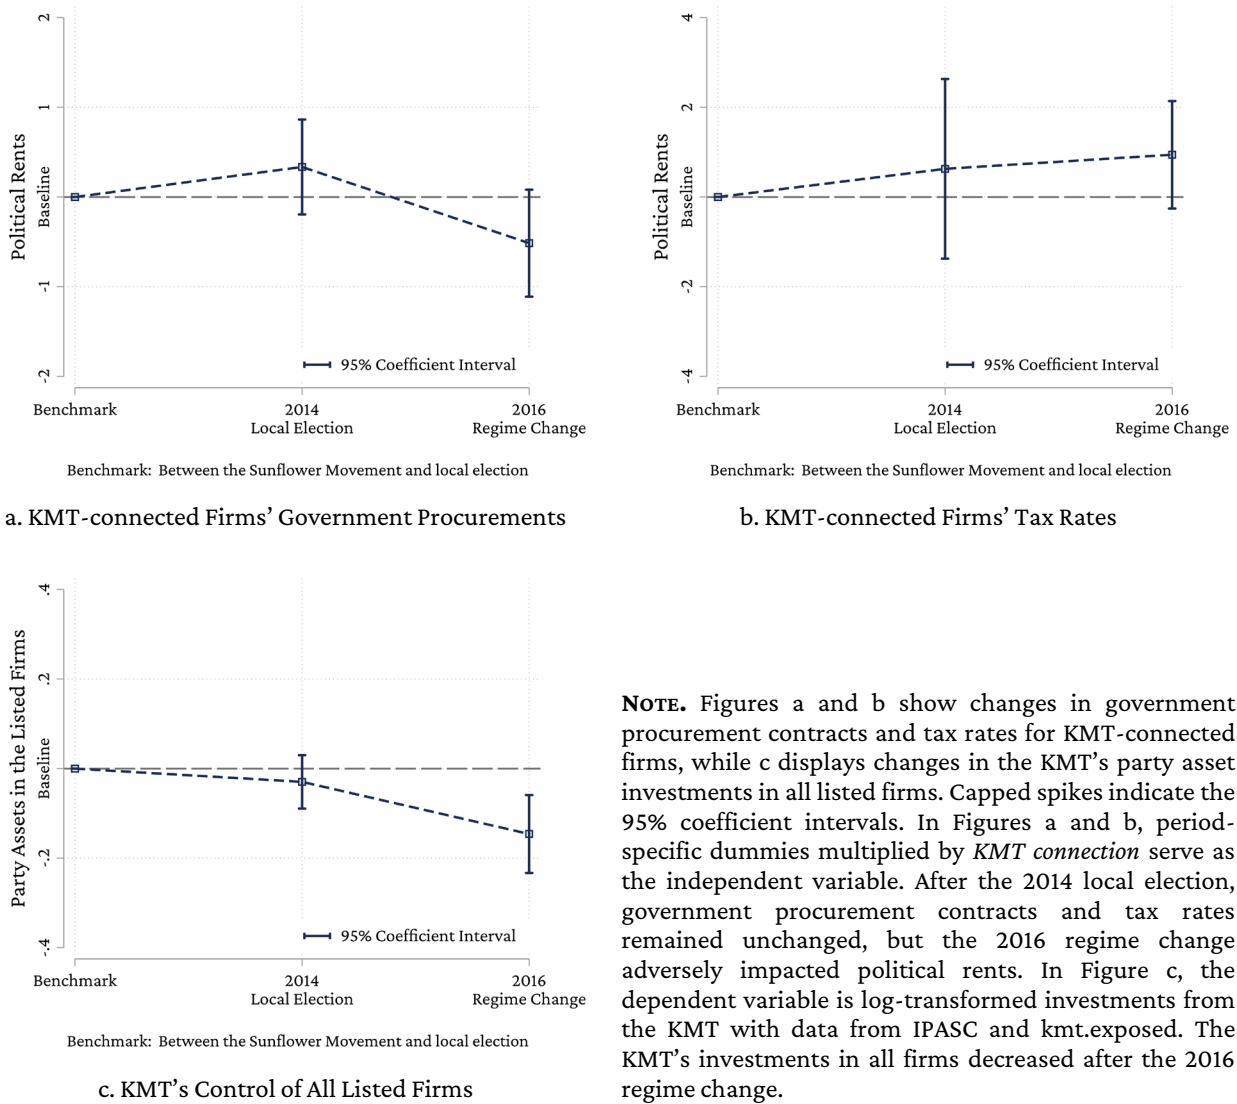 2
1
Baseline
-1
-2
Political Rents
95% Coefficient Interval
Benchmark
2014
Local Election
2016
Regime Change
Benchmark: Between the Sunflower Movement and local election
a. KMT-connected Firms’ Government Procurements
4
2
Baseline
-2
-4
Political Rents
95% Coefficient Interval
Benchmark
2014
Local Election
2016
Regime Change
Benchmark: Between the Sunflower Movement and local election
b. KMT-connected Firms’ Tax Rates
.4
.2
Baseline
-.2
-.4
Party Assets in the Listed Firms
95% Coefficient Interval
Benchmark
2014
Local Election
2016
Regime Change
Benchmark: Between the Sunflower Movement and local election
c. KMT’s Control of All Listed Firms
NOTE. Figures a and b show changes in government
procurement contracts and tax rates for KMT-connected
firms, while c displays changes in the KMT’s party asset
investments in all listed firms. Capped spikes indicate the
95% coefficient intervals. In Figures a and b, period-
specific dummies multiplied by KMT connection serve as
the independent variable. After the 2014 local election,
government procurement contracts and tax rates
remained unchanged, but the 2016 regime change
adversely impacted political rents. In Figure c, the
dependent variable is log-transformed investments from
the KMT with data from IPASC and kmt.exposed. The
KMT’s investments in all firms decreased after the 2016
regime change.